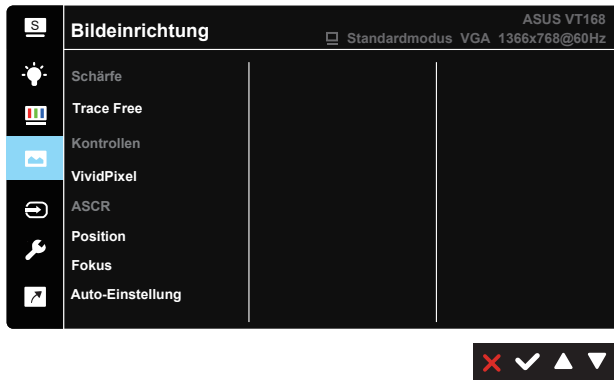 S
Bildeinrichtung
ASUS VT168
Standardmodus VGA 1366x768@60Hz
Schärfe
Trace Free
Kontrollen
VividPixel
ASCR
Position
Fokus
Auto-Einstellung